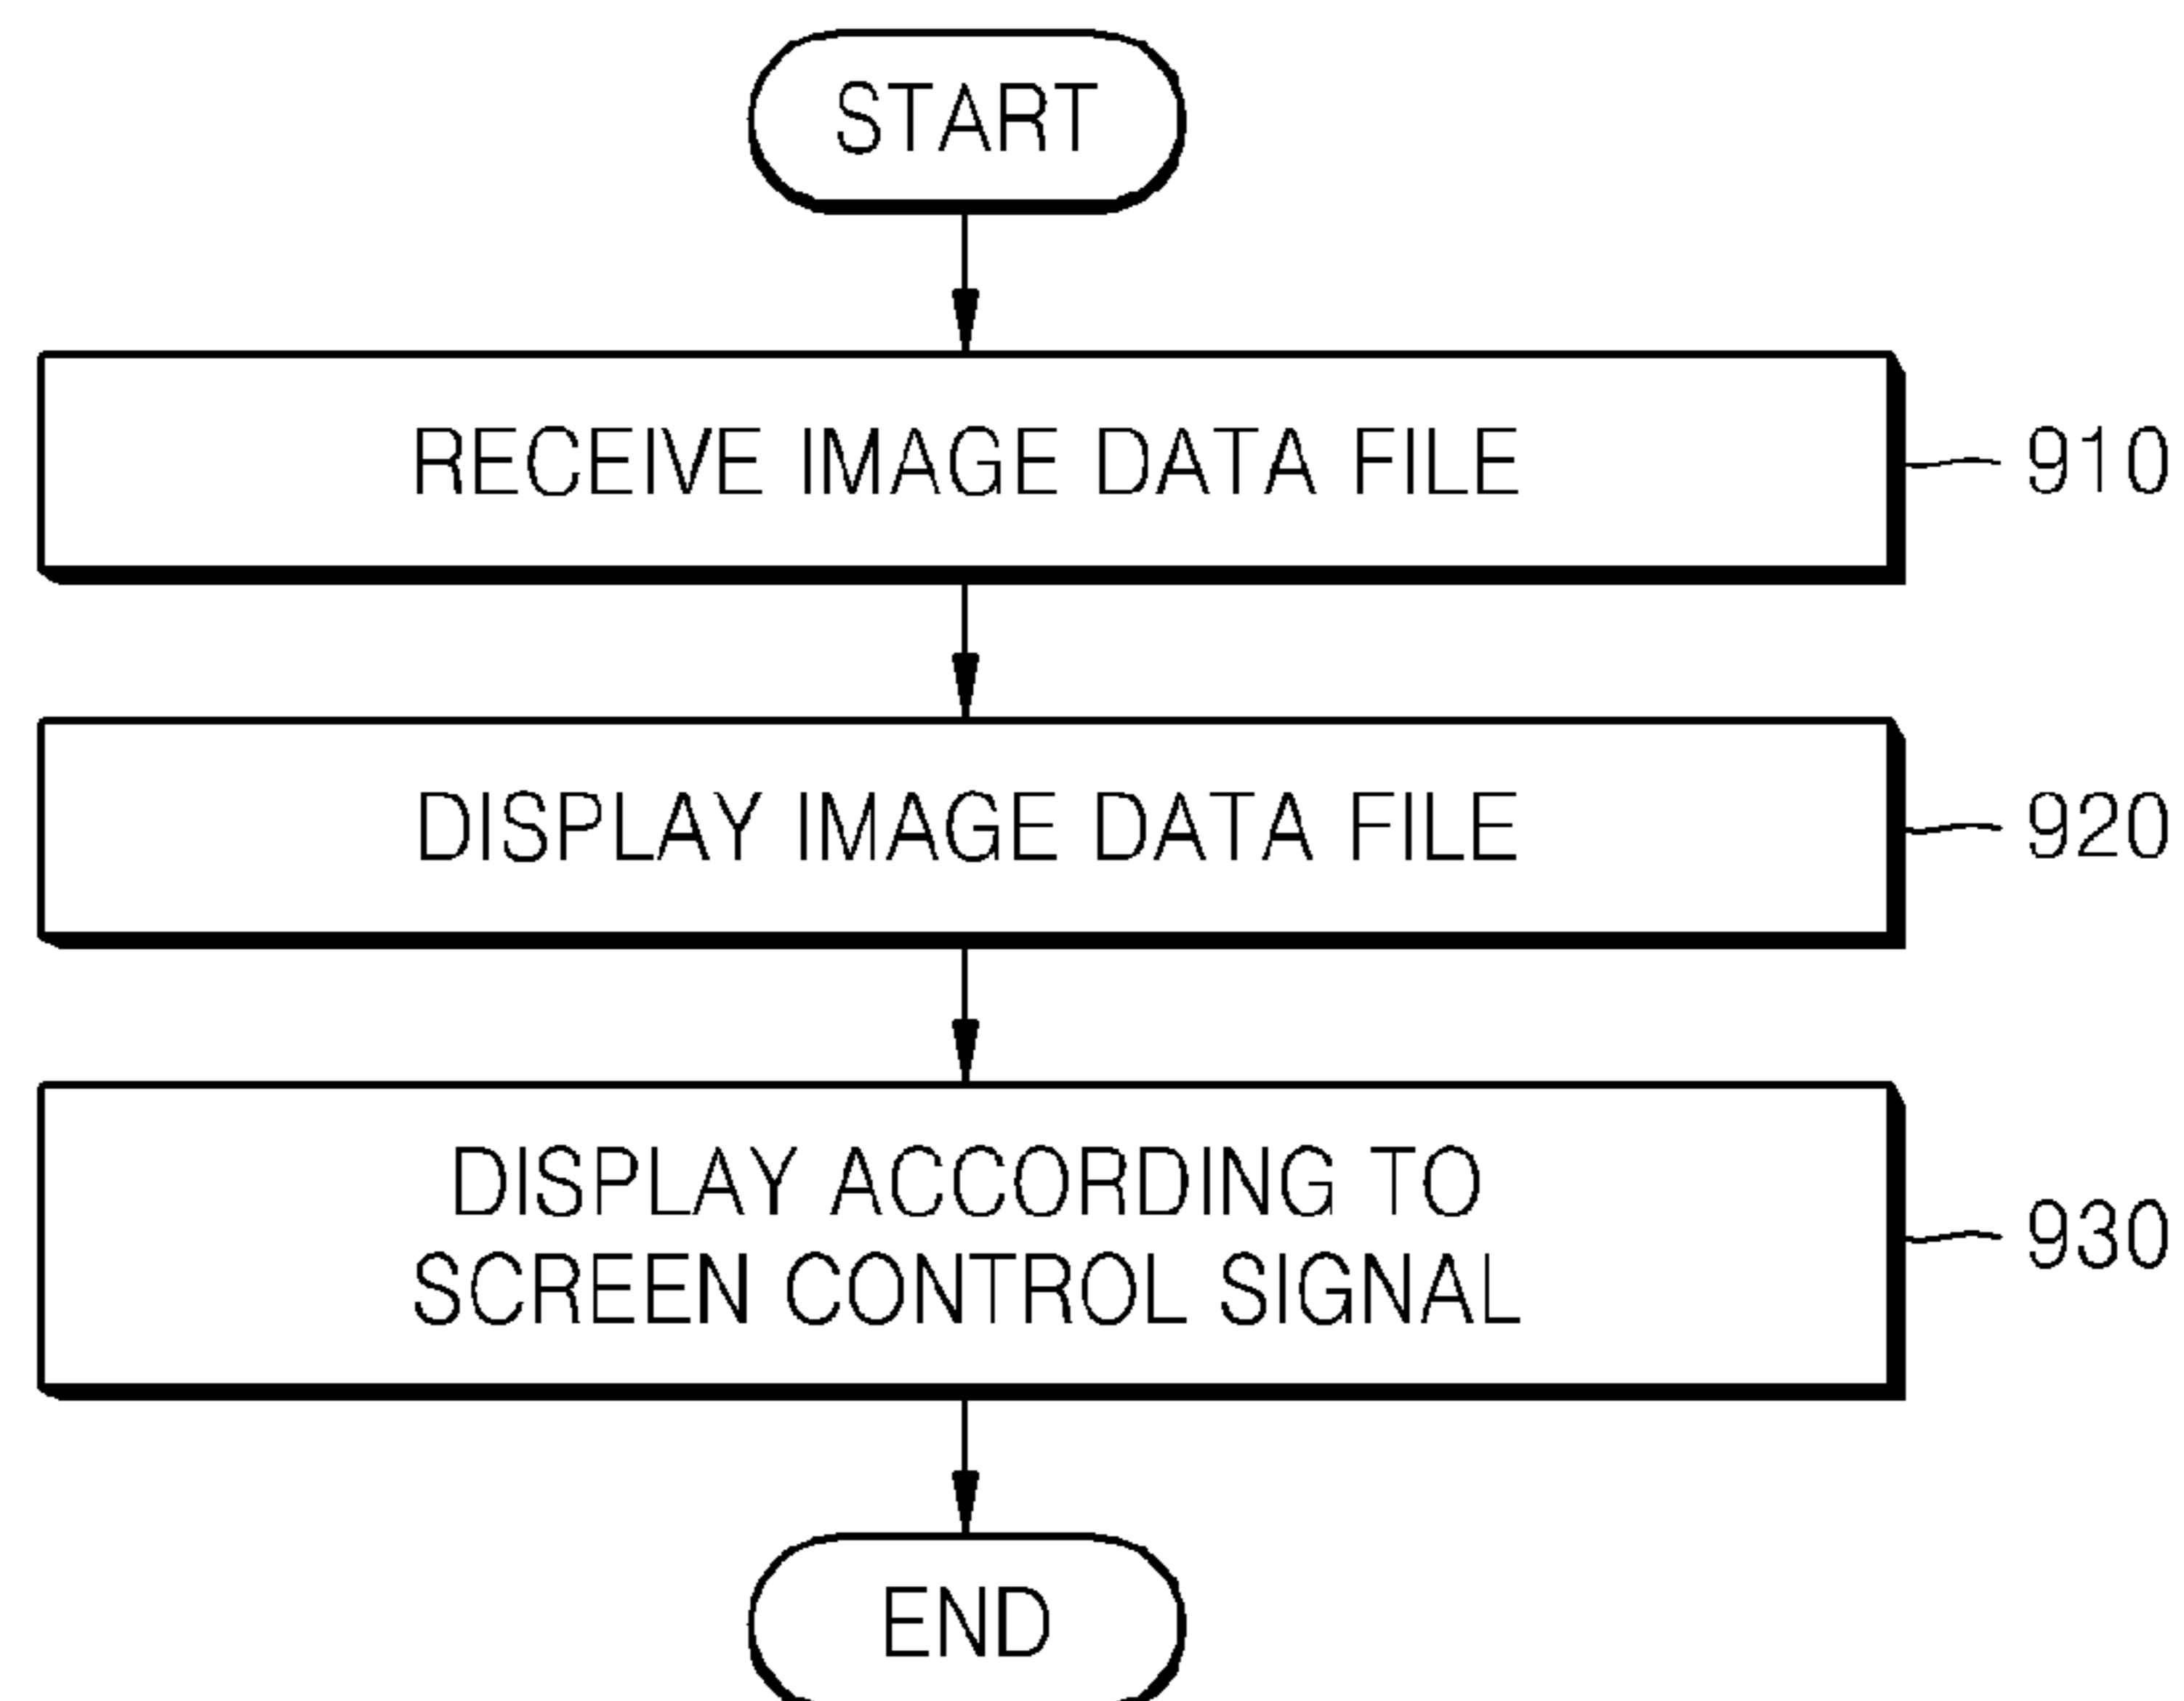 START
RECEIVE IMAGE DATA FILE
910
DISPLAY IMAGE DATA FILE
920
DISPLAY ACCORDING TO
SCREEN CONTROL SIGNAL
930
END